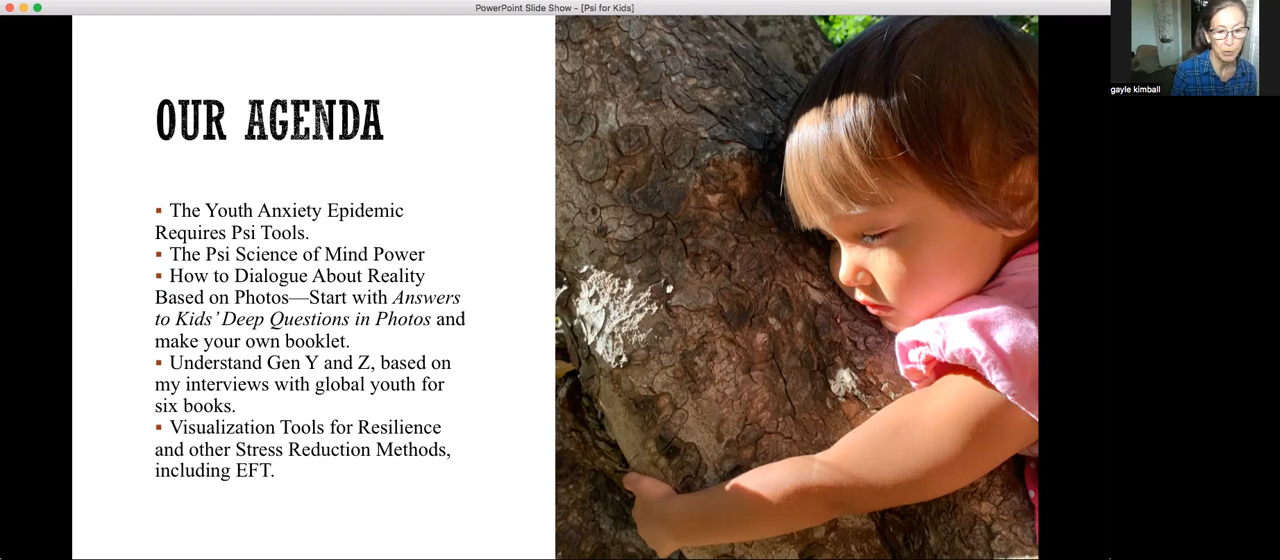 PowerPoint Slide Show - [Psi for Kids]
gayle kimball
OUR AGENDA
▪ The Youth Anxiety Epidemic
Requires Psi Tools.
▪ The Psi Science of Mind Power
▪ How to Dialogue About Reality
Based on Photos—Start with Answers
to Kids’ Deep Questions in Photos and
make your own booklet.
▪ Understand Gen Y and Z, based on
my interviews with global youth for
six books.
▪ Visualization Tools for Resilience
and other Stress Reduction Methods,
including EFT.